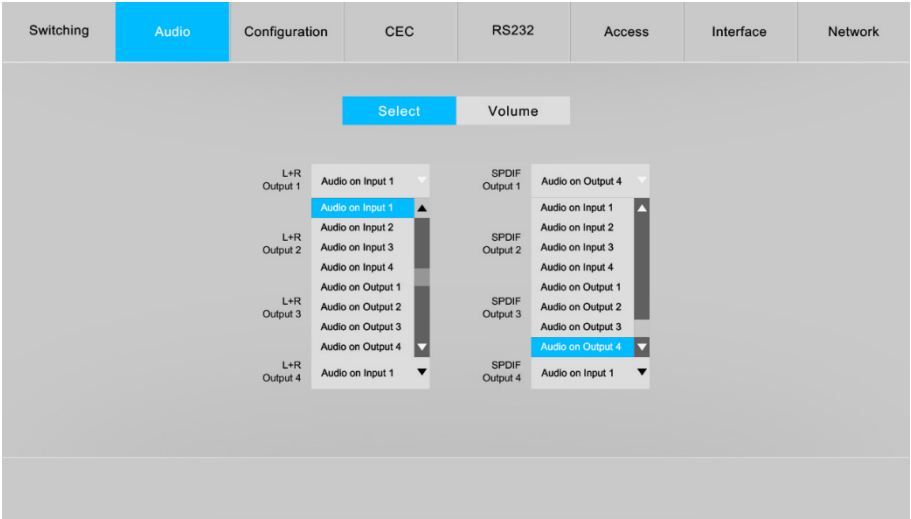 Switching Audio Configuration CEC RS232 Access Interface Network
Select Volume
L+R
Output 1
Audio on Input 1
Audio on Input 1
Audio on Input 2
Audio on Input 3
Audio on Input 4
Audio on Output 1
Audio on Output 2
Audio on Output 3
Audio on Output 4
L+R
Output 2
L+R
Output 3
L+R
Output 4
Audio on Input 1
SPDIF
Output 1
Audio on Output 4
Audio on Input 1
Audio on Input 2
Audio on Input 3
Audio on Input 4
Audio on Output 1
Audio on Output 2
Audio on Output 3
Audio on Output 4
SPDIF
Output 2
SPDIF
Output 3
SPDIF
Output 4
Audio on Input 1